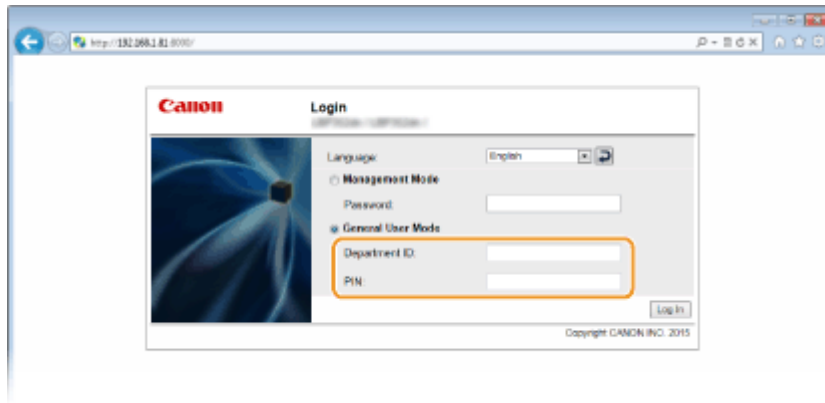 http://192.168.1.81:8000/
Canon
Login
Language:
English
Management Mode
Password:
General User Mode
Department ID:
PIN:
Log In
Copyright CANON INC. 2015